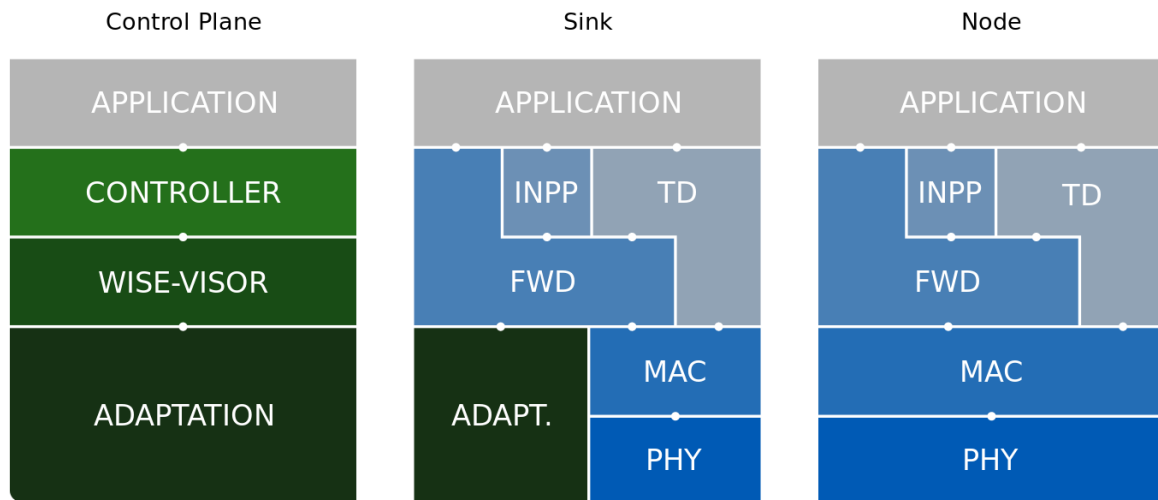 Control Plane
Sink
Node
APPLICATION
CONTROLLER
WISE-VISOR
ADAPTATION
APPLICATION
INPP
TD
FWD
MAC
ADAPT.
PHY
APPLICATION
INPP
TD
FWD
MAC
PHY